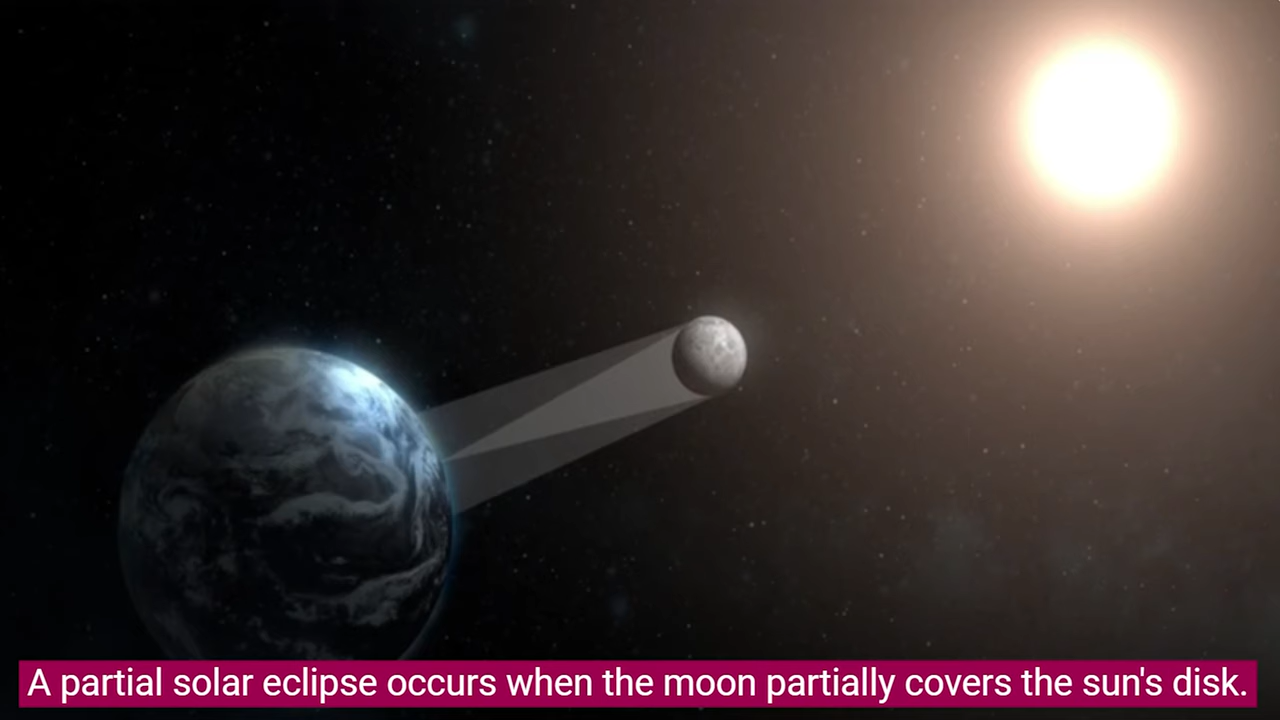 A partial solar eclipse occurs when the moon partially covers the sun's disk.